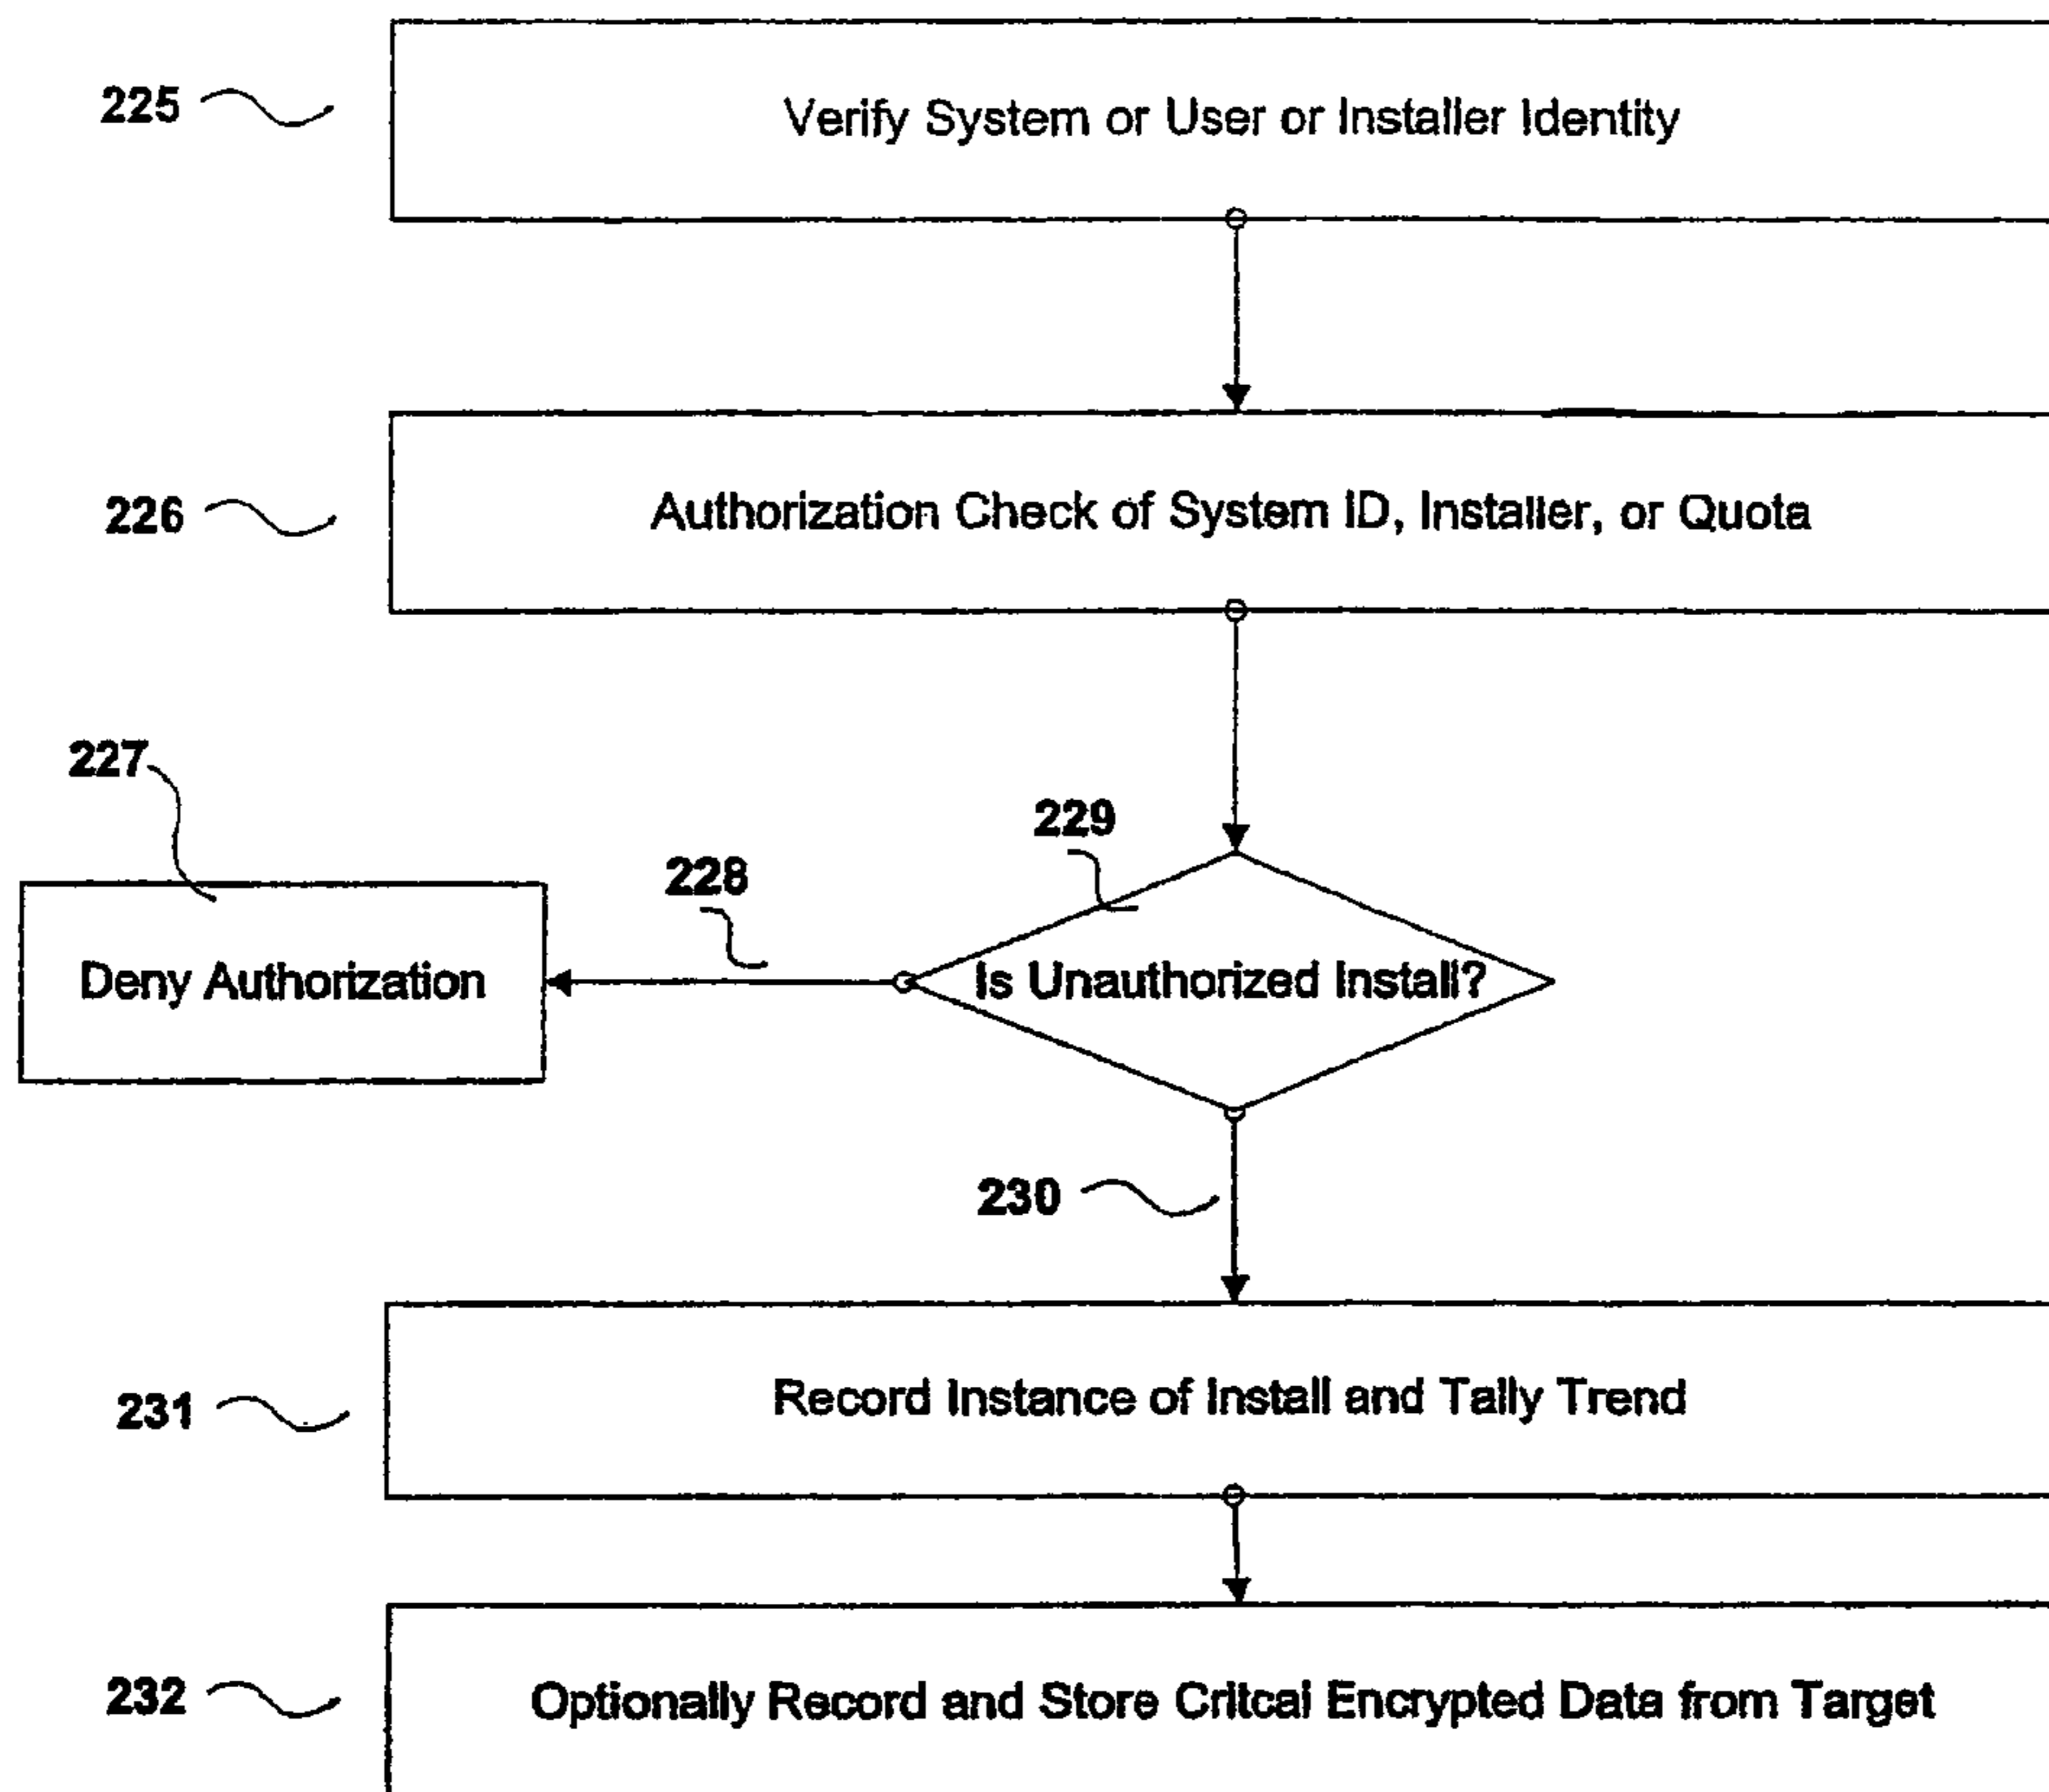 225
Verify System or User or Installer Identity
226
Authorization Check of System ID, Installer, or Quota
227
229
228
Deny Authorization
Is Unauthorized Install?
230
231
Record Instance of Install and Tally Trend
232
Optionally Record and Store Critcal Encrypted Data from Target